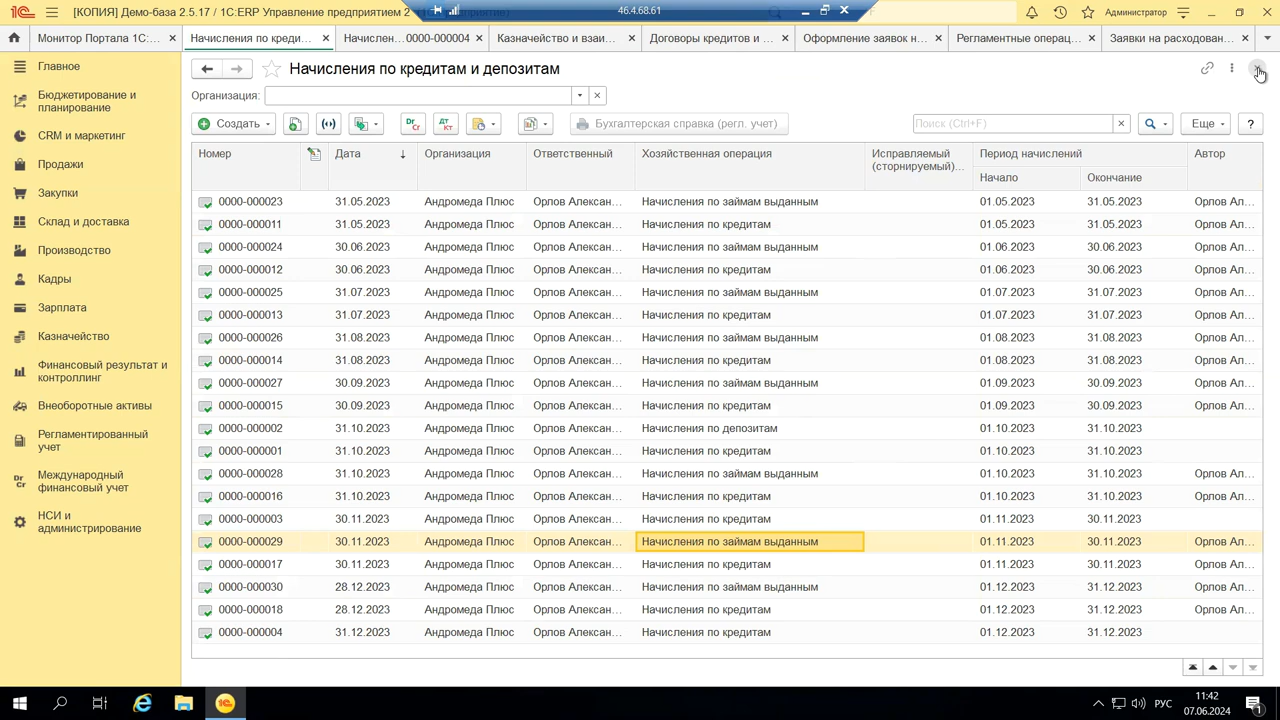 [КОПИЯ] Демо-база 2.5.17 / 1С:ERP Управление предприятием 2
46.4.68.61
Администратор
Монитор Портала 1С:...
Начисления по креди...
Начислен... 0000-000004
Казначейство и взаи...
Договоры кредитов и ...
Оформление заявок н...
Регламентные операц...
Заявки на расходован...
Главное
Бюджетирование и
планирование
CRM и маркетинг
Продажи
Закупки
Склад и доставка
Производство
Кадры
Зарплата
Казначейство
Финансовый результат и
контроллинг
Внеоборотные активы
Регламентированный
учет
Международный
финансовый учет
НСИ и
администрирование
Начисления по кредитам и депозитам
Организация:
Создать
Dr
Cr
Дт
Кт
Бухгалтерская справка (регл. учет)
Поиск (Ctrl+F)
Еще
?
Номер Дата Организация Ответственный Хозяйственная операция Исправляемый (сторнируемый)... Период начислений Автор
Начало Окончание
0000-000023 31.05.2023 Андромеда Плюс Орлов Алексан... Начисления по займам выданным 01.05.2023 31.05.2023 Орлов Ал...
0000-000011 31.05.2023 Андромеда Плюс Орлов Алексан... Начисления по кредитам 01.05.2023 31.05.2023 Орлов Ал...
0000-000024 30.06.2023 Андромеда Плюс Орлов Алексан... Начисления по займам выданным 01.06.2023 30.06.2023 Орлов Ал...
0000-000012 30.06.2023 Андромеда Плюс Орлов Алексан... Начисления по кредитам 01.06.2023 30.06.2023 Орлов Ал...
0000-000025 31.07.2023 Андромеда Плюс Орлов Алексан... Начисления по займам выданным 01.07.2023 31.07.2023 Орлов Ал...
0000-000013 31.07.2023 Андромеда Плюс Орлов Алексан... Начисления по кредитам 01.07.2023 31.07.2023 Орлов Ал...
0000-000026 31.08.2023 Андромеда Плюс Орлов Алексан... Начисления по займам выданным 01.08.2023 31.08.2023 Орлов Ал...
0000-000014 31.08.2023 Андромеда Плюс Орлов Алексан... Начисления по кредитам 01.08.2023 31.08.2023 Орлов Ал...
0000-000027 30.09.2023 Андромеда Плюс Орлов Алексан... Начисления по займам выданным 01.09.2023 30.09.2023 Орлов Ал...
0000-000015 30.09.2023 Андромеда Плюс Орлов Алексан... Начисления по кредитам 01.09.2023 30.09.2023 Орлов Ал...
0000-000002 31.10.2023 Андромеда Плюс Орлов Алексан... Начисления по депозитам 01.10.2023 31.10.2023
0000-000001 31.10.2023 Андромеда Плюс Орлов Алексан... Начисления по кредитам 01.10.2023 31.10.2023
0000-000028 31.10.2023 Андромеда Плюс Орлов Алексан... Начисления по займам выданным 01.10.2023 31.10.2023 Орлов Ал...
0000-000016 31.10.2023 Андромеда Плюс Орлов Алексан... Начисления по кредитам 01.10.2023 31.10.2023 Орлов Ал...
0000-000003 30.11.2023 Андромеда Плюс Орлов Алексан... Начисления по кредитам 01.11.2023 30.11.2023
0000-000029 30.11.2023 Андромеда Плюс Орлов Алексан... Начисления по займам выданным 01.11.2023 30.11.2023 Орлов Ал...
0000-000017 30.11.2023 Андромеда Плюс Орлов Алексан... Начисления по кредитам 01.11.2023 30.11.2023 Орлов Ал...
0000-000030 28.12.2023 Андромеда Плюс Орлов Алексан... Начисления по займам выданным 01.12.2023 31.12.2023 Орлов Ал...
0000-000018 28.12.2023 Андромеда Плюс Орлов Алексан... Начисления по кредитам 01.12.2023 31.12.2023 Орлов Ал...
0000-000004 31.12.2023 Андромеда Плюс Орлов Алексан... Начисления по кредитам 01.12.2023 31.12.2023
РУС
11:42
07.06.2024
1